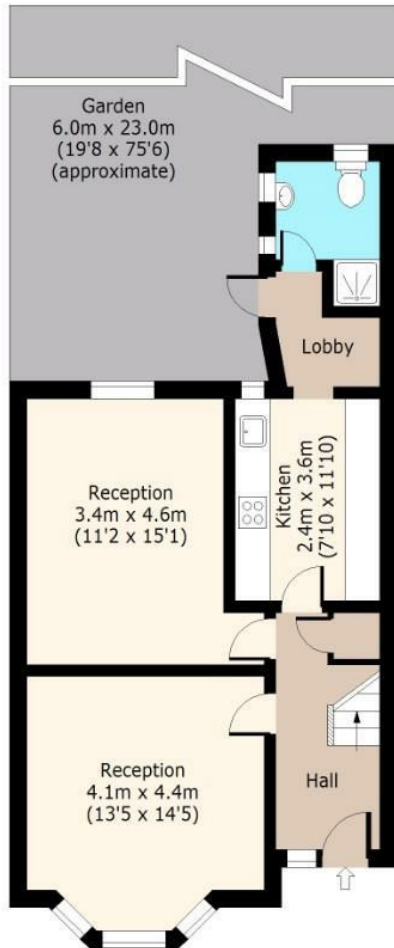 Garden
6.0m x 23.0m
(19'8 x 75'6)
(approximate)
Lobby
Reception
3.4m x 4.6m
(11'2 x 15'1)
Kitchen
2.4m x 3.6m
(7'10 x 11'10)
Reception
4.1m x 4.4m
(13'5 x 14'5)
Hall